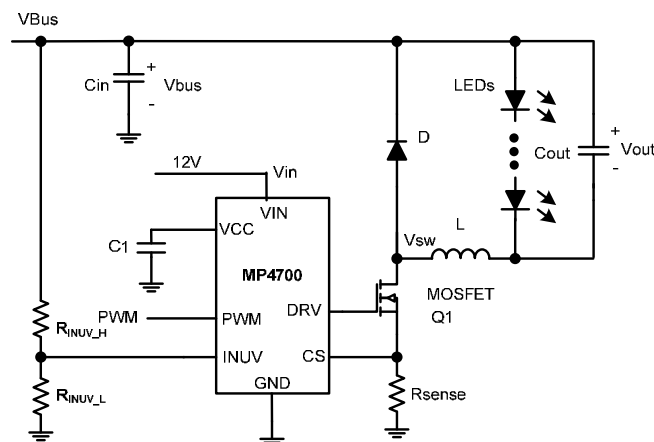 VBus
+
Cin
Vbus
-
LEDs
D
+
Cout
Vout
-
12V
Vin
VIN
VCC
C1
Vsw
L
MP4700
MOSFET
Q1
DRV
PWM
PWM
RINUV_H
INUV
CS
GND
Rsense
RINUV_L